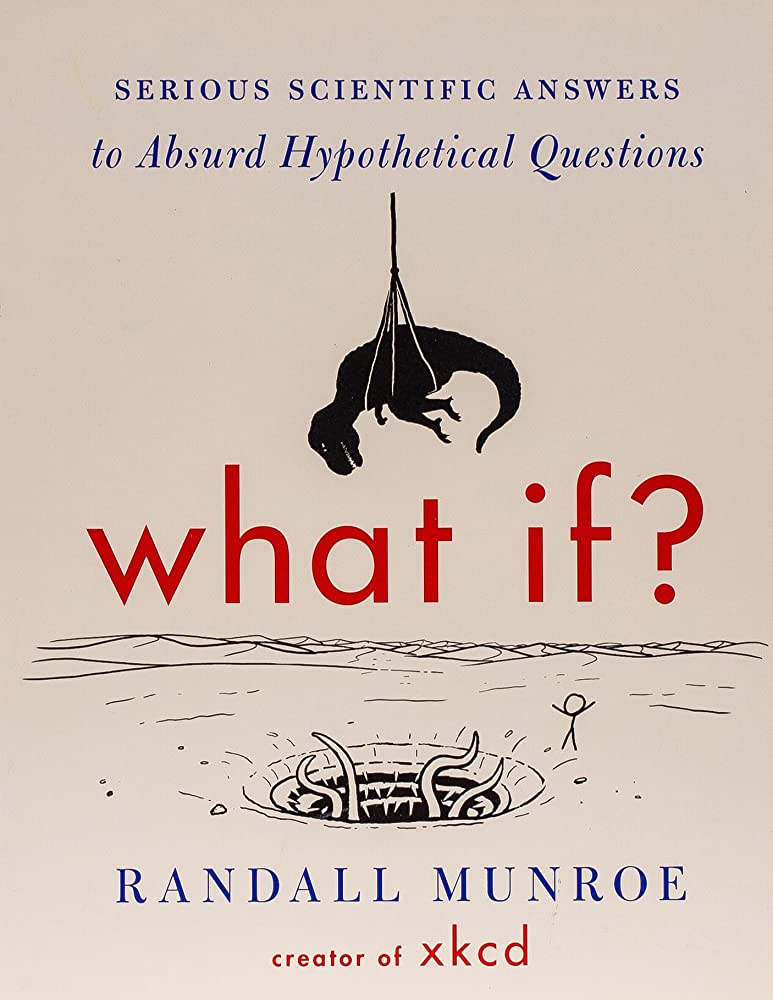 SERIOUS SCIENTIFIC ANSWERS
to Absurd Hypothetical Questions
what if?
RANDALL MUNROE
creator of xkcd